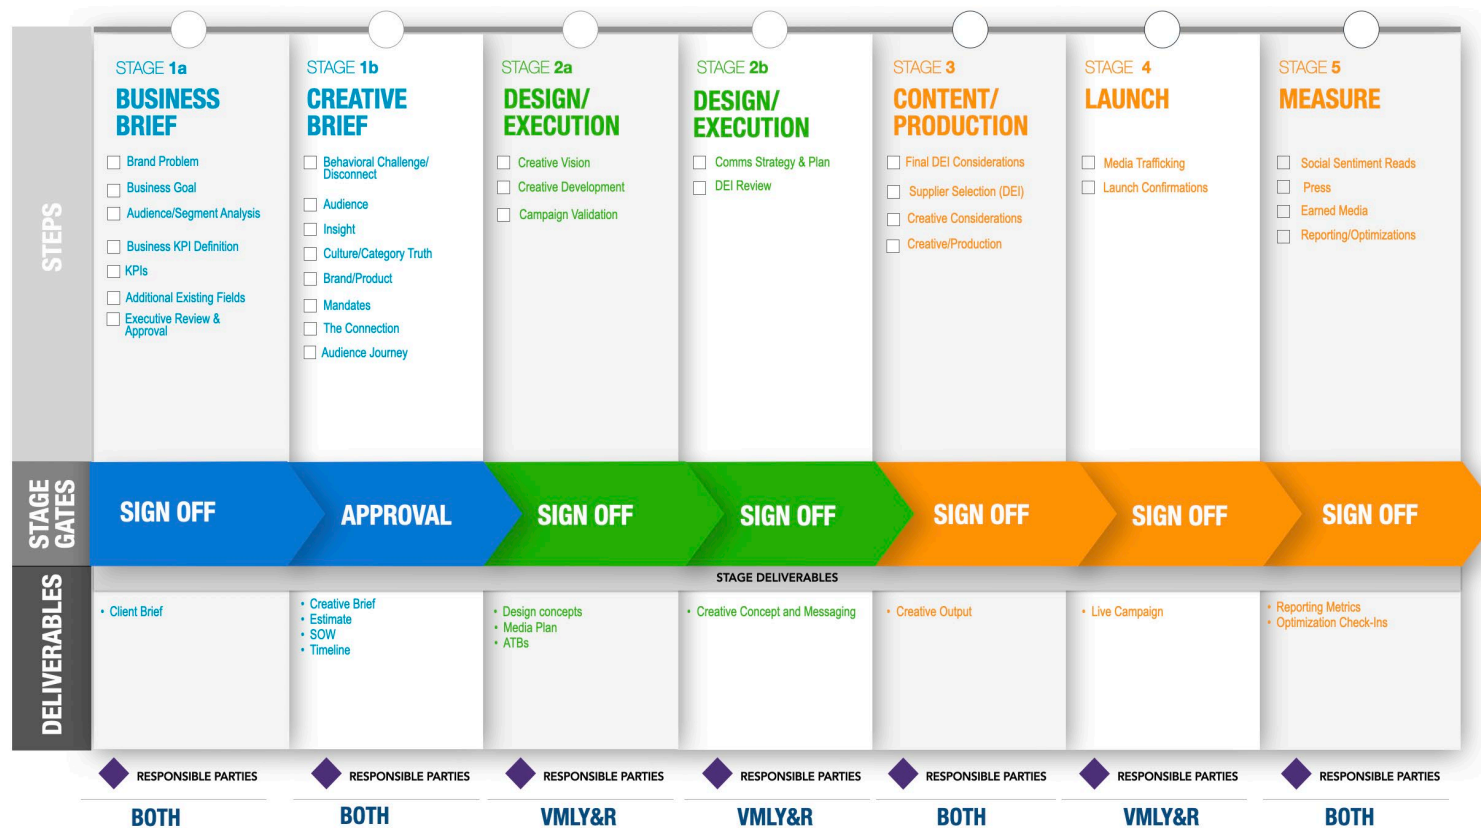 STEPS
STAGE 1a
BUSINESS
BRIEF
Brand Problem
Business Goal
Audience/Segment Analysis
Business KPI Definition
KPIs
Additional Existing Fields
Executive Review &
Approval
STAGE 1b
CREATIVE
BRIEF
Behavioral Challenge/
Disconnect
Audience
Insight
Culture/Category Truth
Brand/Product
Mandates
The Connection
Audience Journey
STAGE 2a
DESIGN/
EXECUTION
Creative Vision
Creative Development
Campaign Validation
STAGE 2b
DESIGN/
EXECUTION
Comms Strategy & Plan
DEI Review
STAGE 3
CONTENT/
PRODUCTION
Final DEI Considerations
Supplier Selection (DEI)
Creative Considerations
Creative/Production
STAGE 4
LAUNCH
Media Trafficking
Launch Confirmations
STAGE 5
MEASURE
Social Sentiment Reads
Press
Earned Media
Reporting/Optimizations
STAGE
GATES
SIGN OFF
APPROVAL
SIGN OFF
SIGN OFF
SIGN OFF
SIGN OFF
SIGN OFF
STAGE DELIVERABLES
DELIVERABLES
• Client Brief
• Creative Brief
• Estimate
• SOW
• Timeline
• Design concepts
• Media Plan
• ATBs
• Creative Concept and Messaging
• Creative Output
• Live Campaign
• Reporting Metrics
• Optimization Check-Ins
RESPONSIBLE PARTIES
BOTH
RESPONSIBLE PARTIES
BOTH
RESPONSIBLE PARTIES
VMLY&R
RESPONSIBLE PARTIES
VMLY&R
RESPONSIBLE PARTIES
BOTH
RESPONSIBLE PARTIES
VMLY&R
RESPONSIBLE PARTIES
BOTH